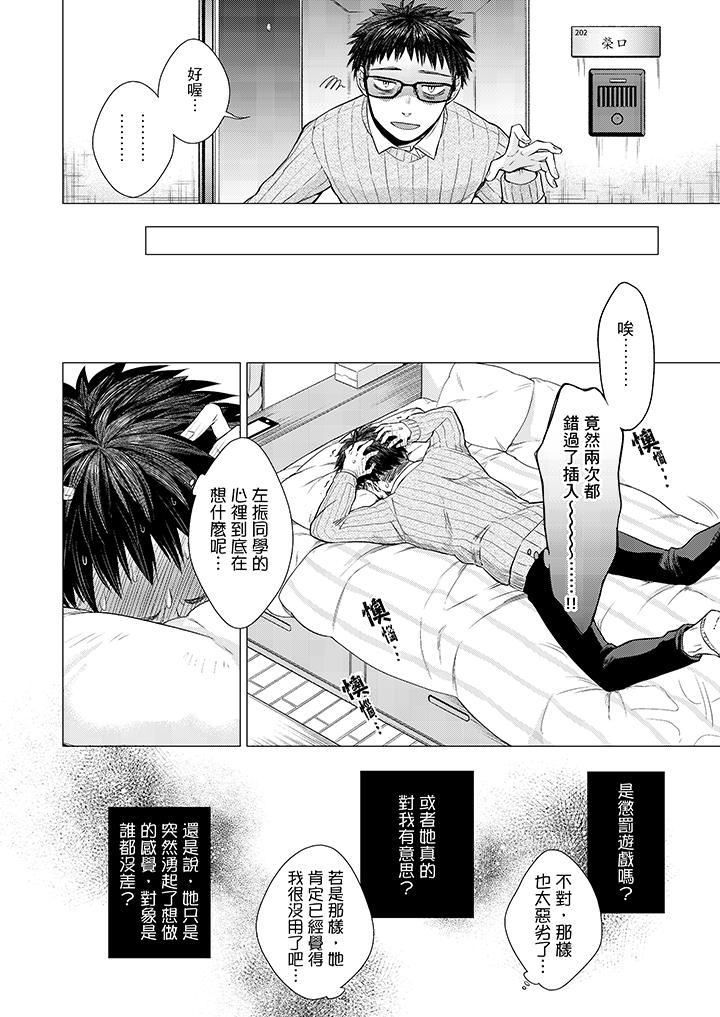 202
榮口
好喔…
………
………
唉………
竟然兩次都
錯過了插入
～～～～……!!
懊惱…
懊惱…
懊惱…
左振同學的
心裡到底在
想什麼呢…
是懲罰遊戲嗎？
不對，那樣
也太惡劣了…
或者她真的
對我有意思？
若是那樣，她
肯定已經覺得
我很沒用了吧…
還是說，她只是
突然湧起了想做
的感覺，對象是
誰都沒差？